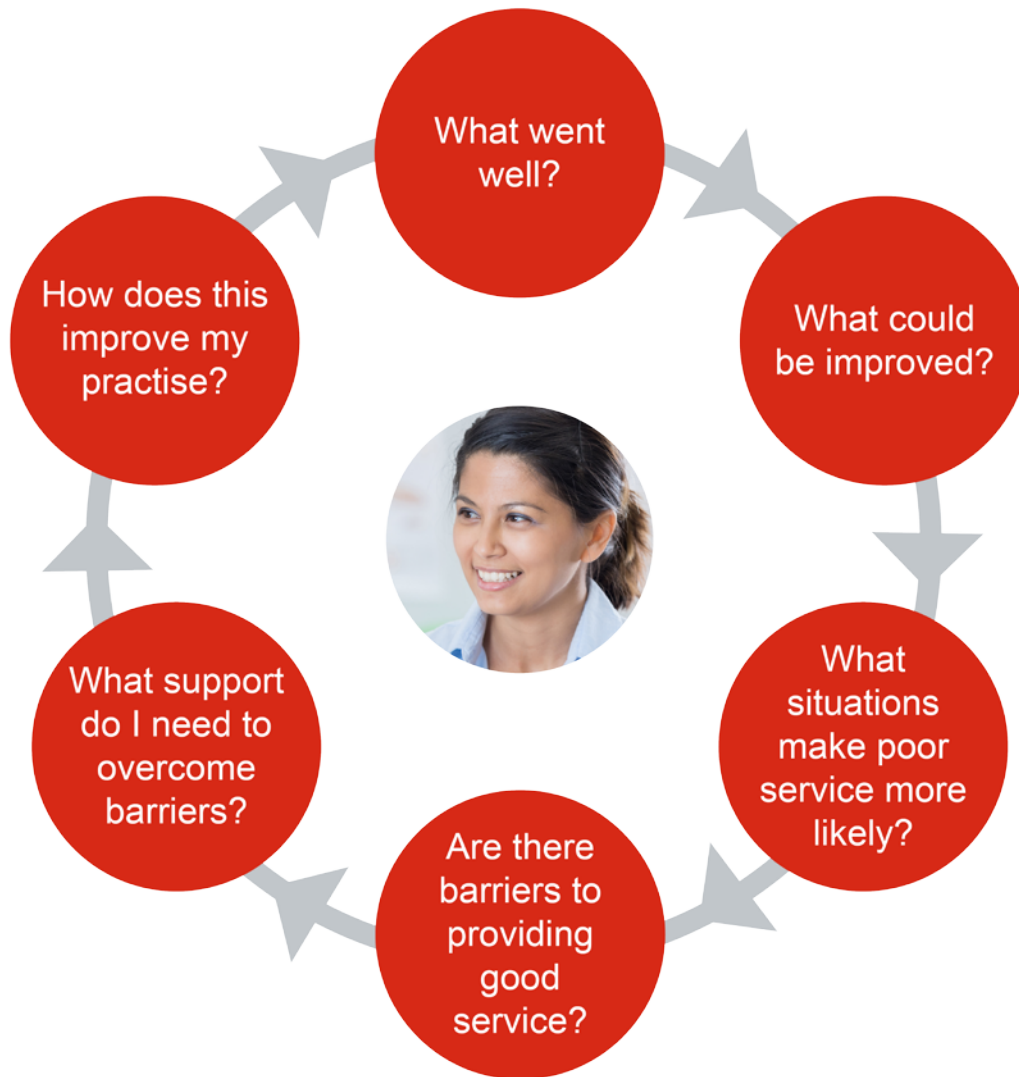 What went
well?
What could
be improved?
What
situations
make poor
service more
likely?
Are there
barriers to
providing
good
service?
What support
do I need to
overcome
barriers?
How does this
improve my
practise?